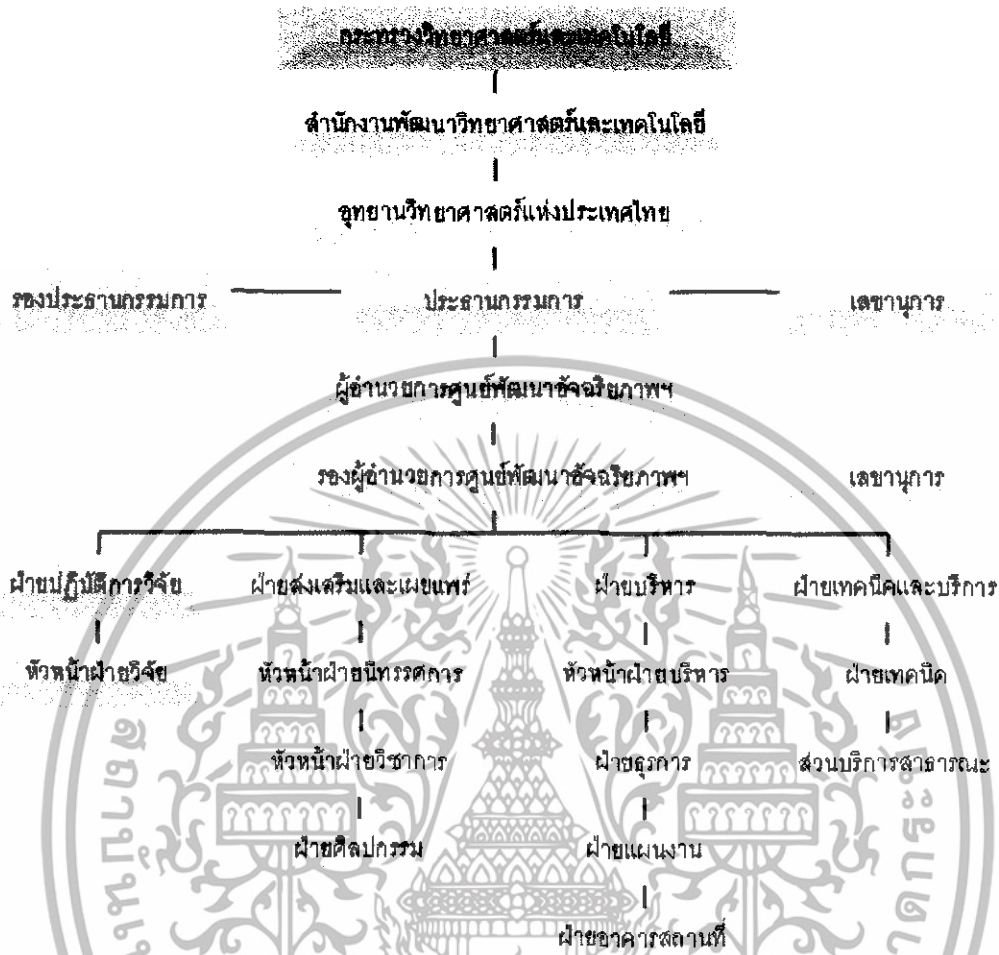 กระทรวงวิทยาศาสตร์และเทคโนโลยี
สำนักงานพัฒนาวิทยาศาสตร์และเทคโนโลยี
อุทยานวิทยาศาสตร์แห่งประเทศไทย
รองประธานกรรมการ ประธานกรรมการ เลขานุการ
ผู้อำนวยการศูนย์พัฒนาอัจฉริยภาพฯ
รองผู้อำนวยการศูนย์พัฒนาอัจฉริยภาพฯ เลขานุการ
ฝ่ายปฏิบัติการวิจัย ฝ่ายส่งเสริมและเผยแพร่ ฝ่ายบริหาร ฝ่ายเทคนิคและบริการ
หัวหน้าฝ่ายวิจัย หัวหน้าฝ่ายนิทรรศการ หัวหน้าฝ่ายบริหาร ฝ่ายเทคนิค
หัวหน้าฝ่ายวิชาการ ฝ่ายธุรการ ส่วนบริการสาธารณะ
ฝ่ายศิลปกรรม ฝ่ายแผนงาน
ฝ่ายอาคารสถานที่